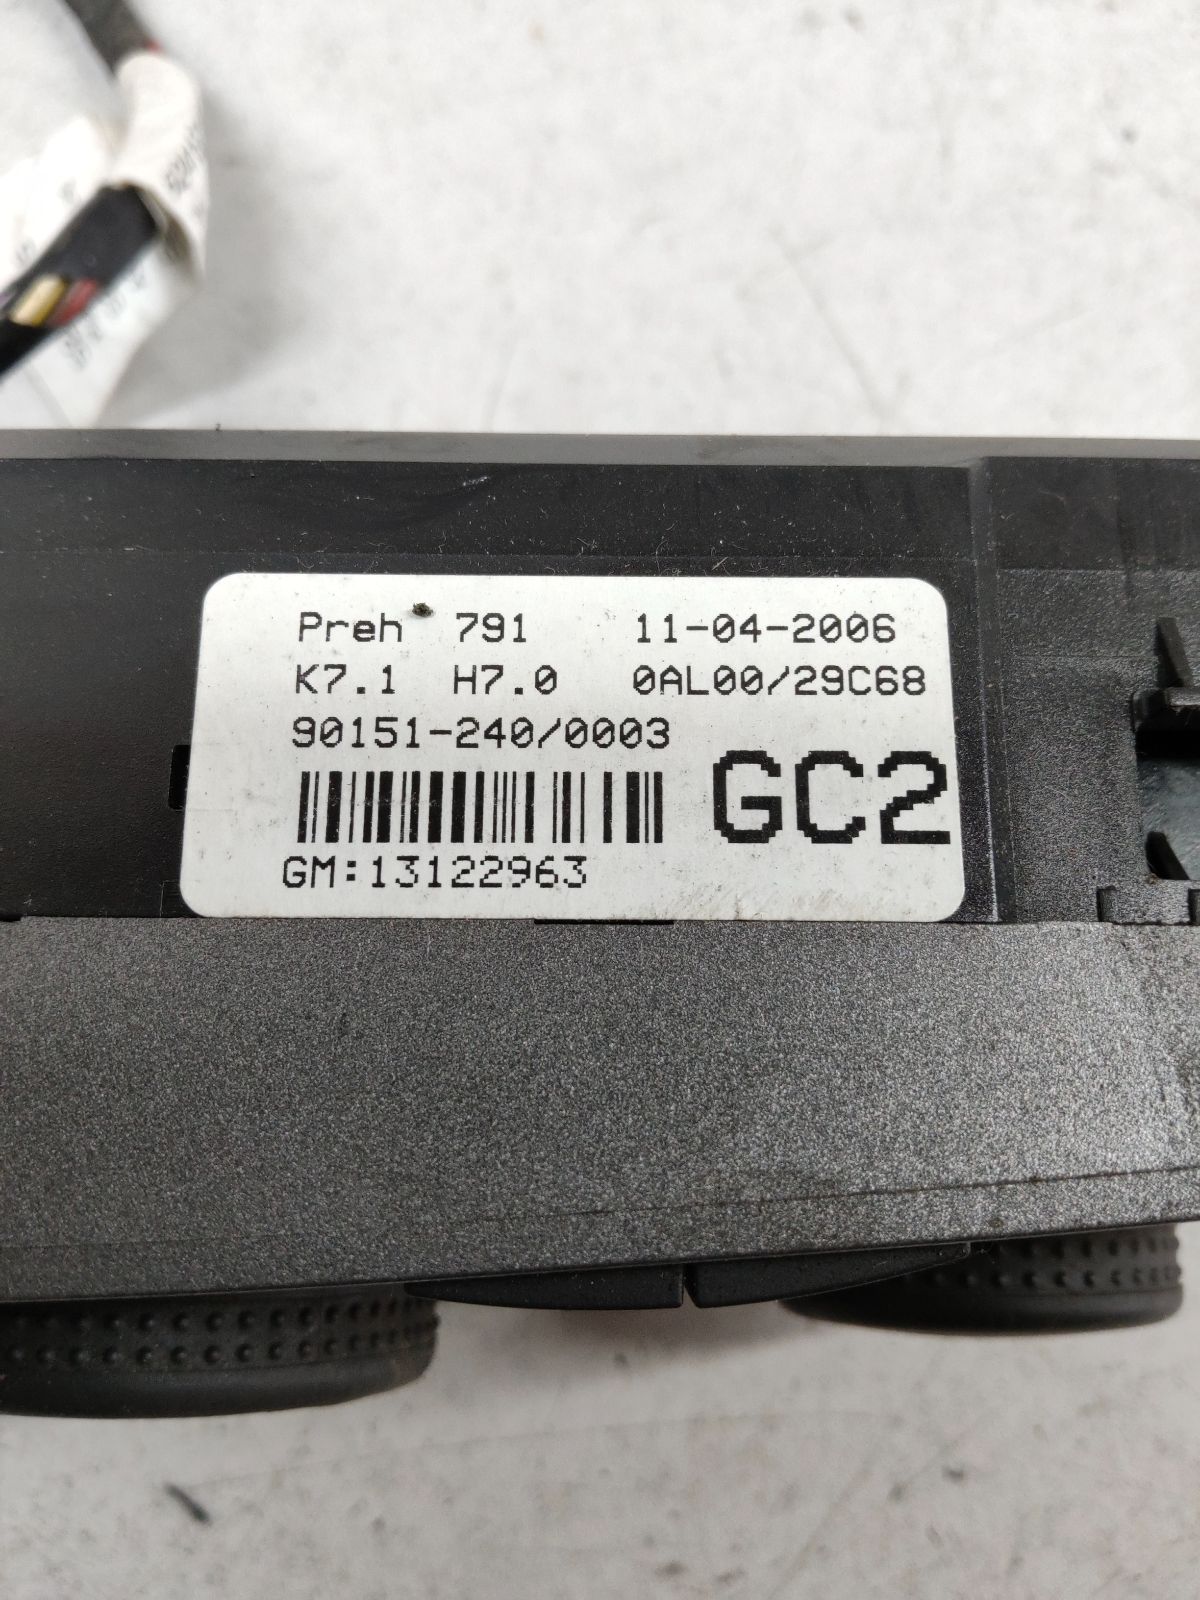 Preh 791 11-04-2006
K7.1 H7.0 0AL00/29C68
90151-240/0003
GC2
GM:13122963